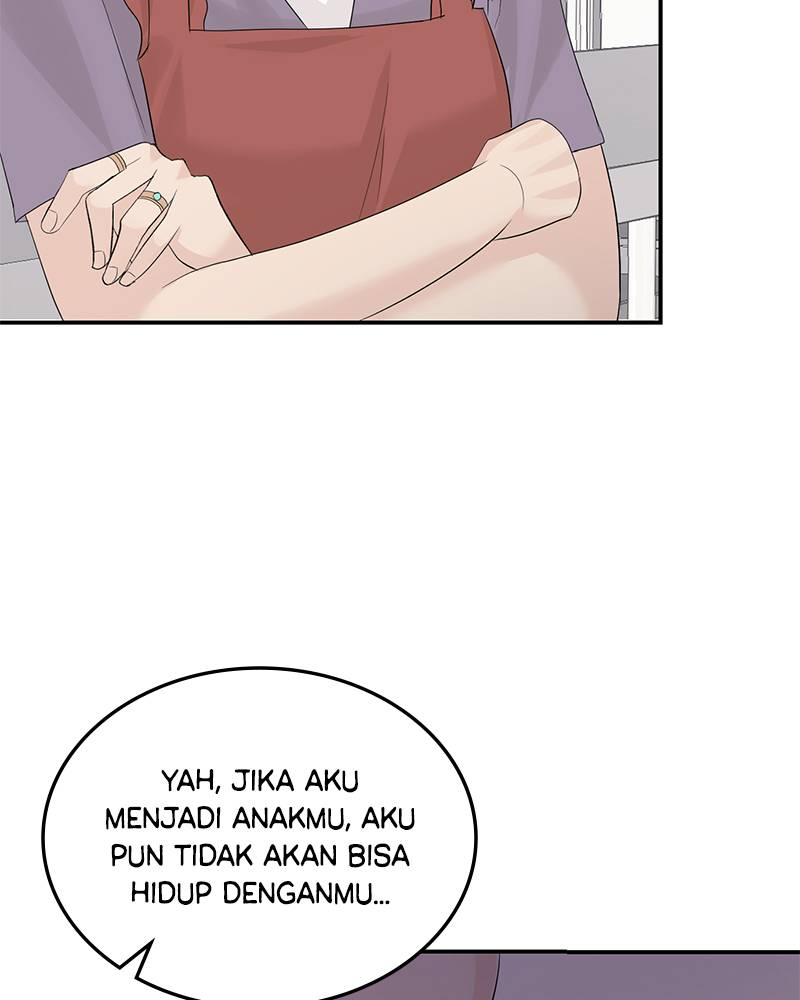 YAH, JIKA AKU
MENJADI ANAKMU, AKU
PUN TIDAK AKAN BISA
HIDUP DENGANMU...